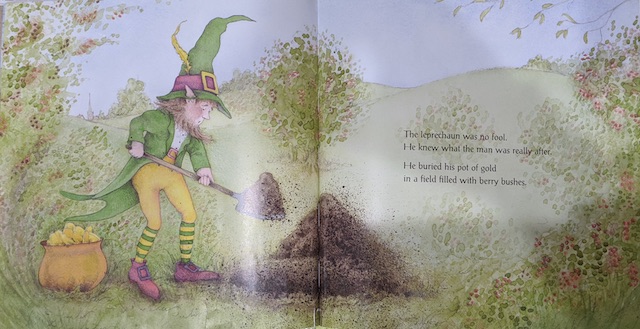 The leprechaun was no fool.
He knew what the man was really after.
He buried his pot of gold
in a field filled with berry bushes.